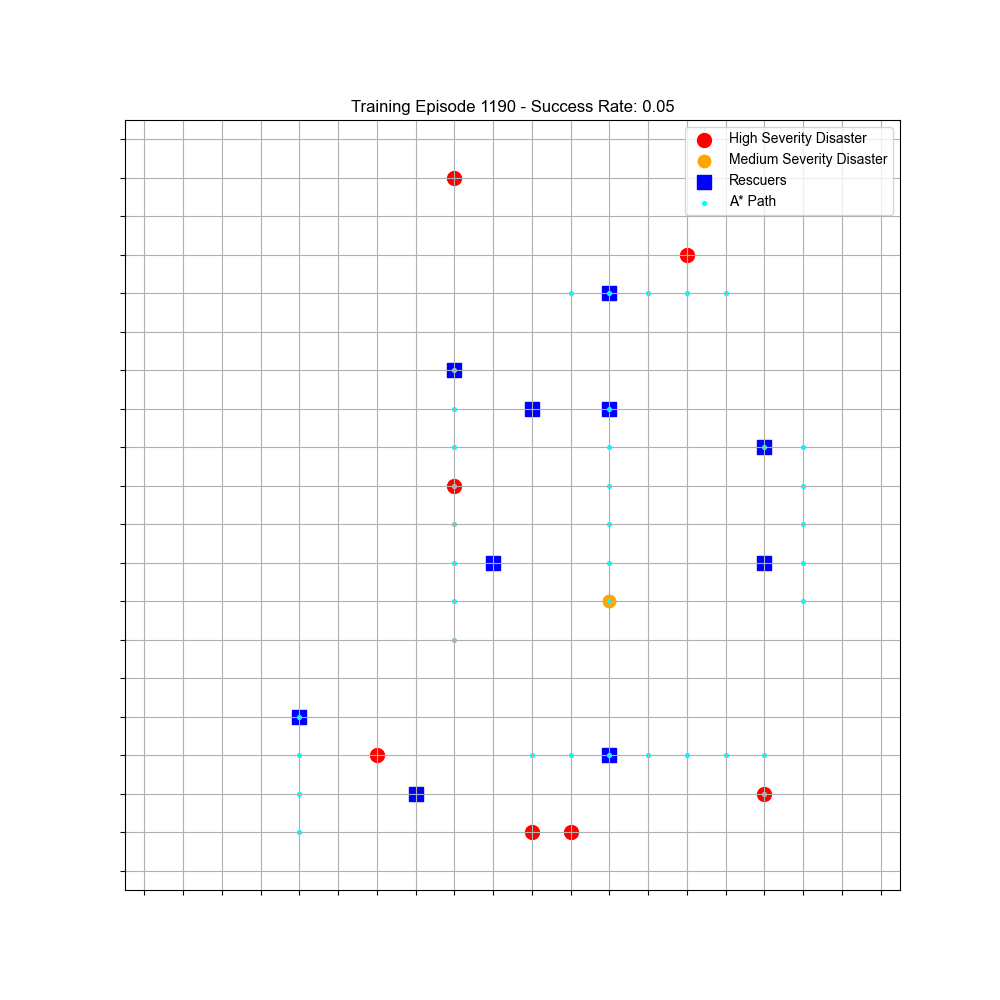 Training Episode 1190 - Success Rate: 0.05
High Severity Disaster
Medium Severity Disaster
Rescuers
A* Path